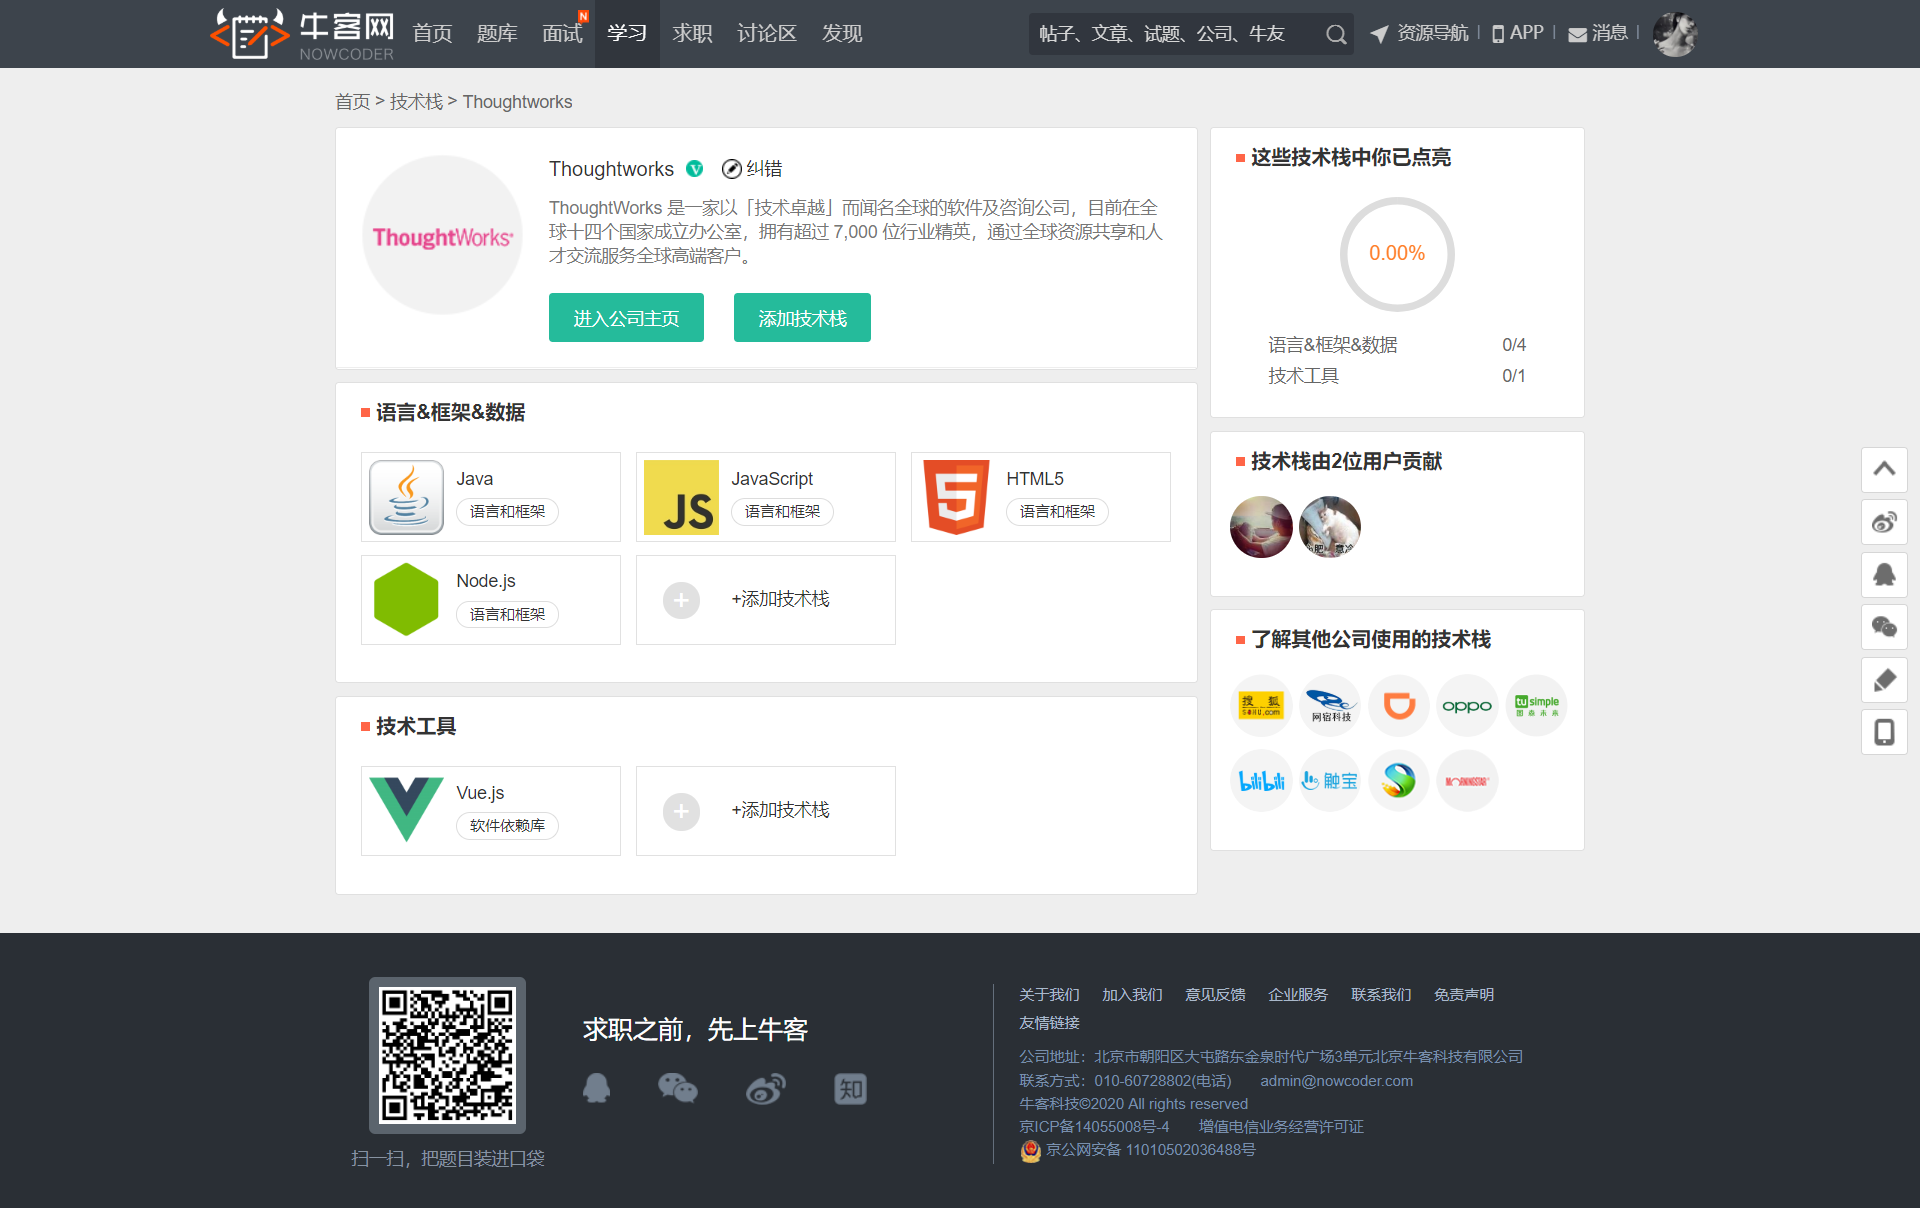 牛客网
NOWCODER
首页 题库 面试 N 学习 求职 讨论区 发现
帖子、文章、试题、公司、牛友
资源导航 | APP | 消息 |
首页 > 技术栈 > Thoughtworks
ThoughtWorks
Thoughtworks V 纠错
ThoughtWorks 是一家以「技术卓越」而闻名全球的软件及咨询公司，目前在全
球十四个国家成立办公室，拥有超过 7,000 位行业精英，通过全球资源共享和人
才交流服务全球高端客户。
进入公司主页 添加技术栈
语言&框架&数据
Java
语言和框架
JS
JavaScript
语言和框架
5
HTML5
语言和框架
Node.js
语言和框架
+添加技术栈
技术工具
Vue.js
软件依赖库
+添加技术栈
这些技术栈中你已点亮
0.00%
语言&框架&数据 0/4
技术工具 0/1
技术栈由2位用户贡献
了解其他公司使用的技术栈
搜狐
SOHU.com
网宿科技
oppo
tusimple
图森未来
bilibili
触宝
MORNINGSTAR
求职之前，先上牛客
知
扫一扫，把题目装进口袋
关于我们 加入我们 意见反馈 企业服务 联系我们 免责声明
友情链接
公司地址：北京市朝阳区大屯路东金泉时代广场3单元北京牛客科技有限公司
联系方式：010-60728802(电话) admin@nowcoder.com
牛客科技©2020 All rights reserved
京ICP备14055008号-4 增值电信业务经营许可证
京公网安备 11010502036488号